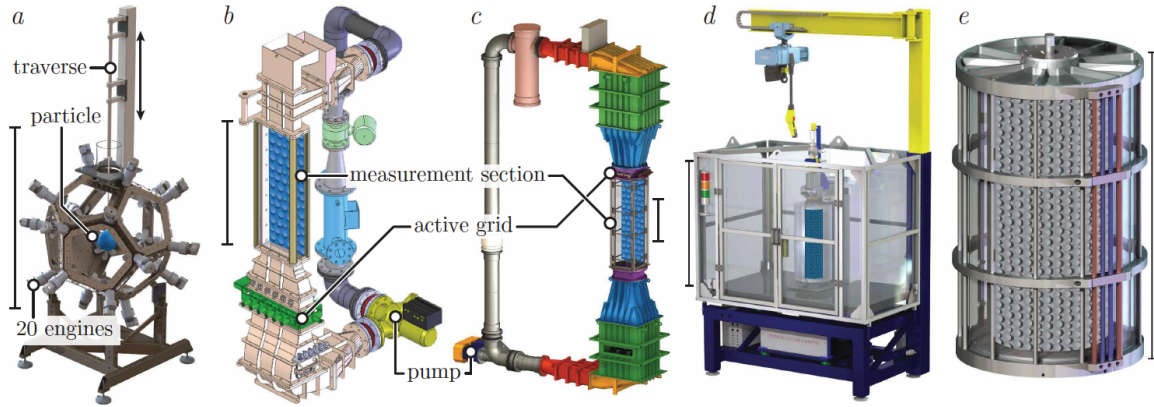 a
b
c
d
e
traverse
particle
measurement section
active grid
20 engines
pump